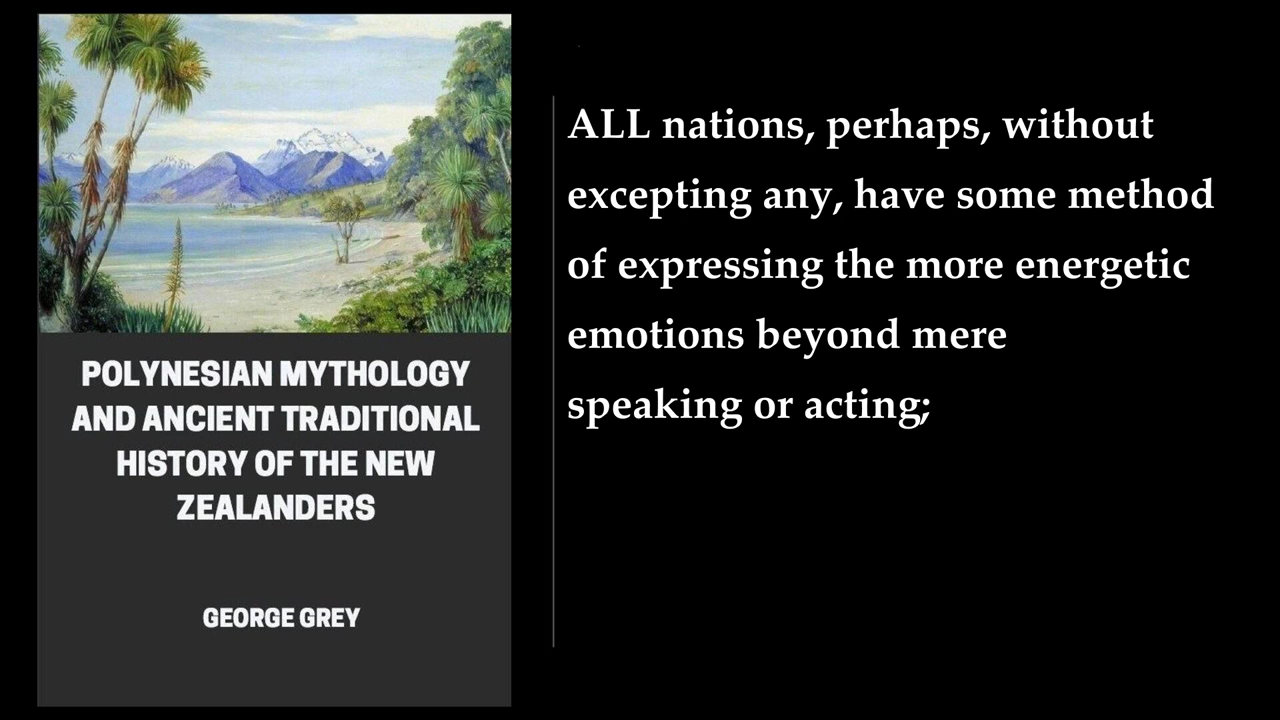 POLYNESIAN MYTHOLOGY
AND ANCIENT TRADITIONAL
HISTORY OF THE NEW
ZEALANDERS
GEORGE GREY
ALL nations, perhaps, without
excepting any, have some method
of expressing the more energetic
emotions beyond mere
speaking or acting;